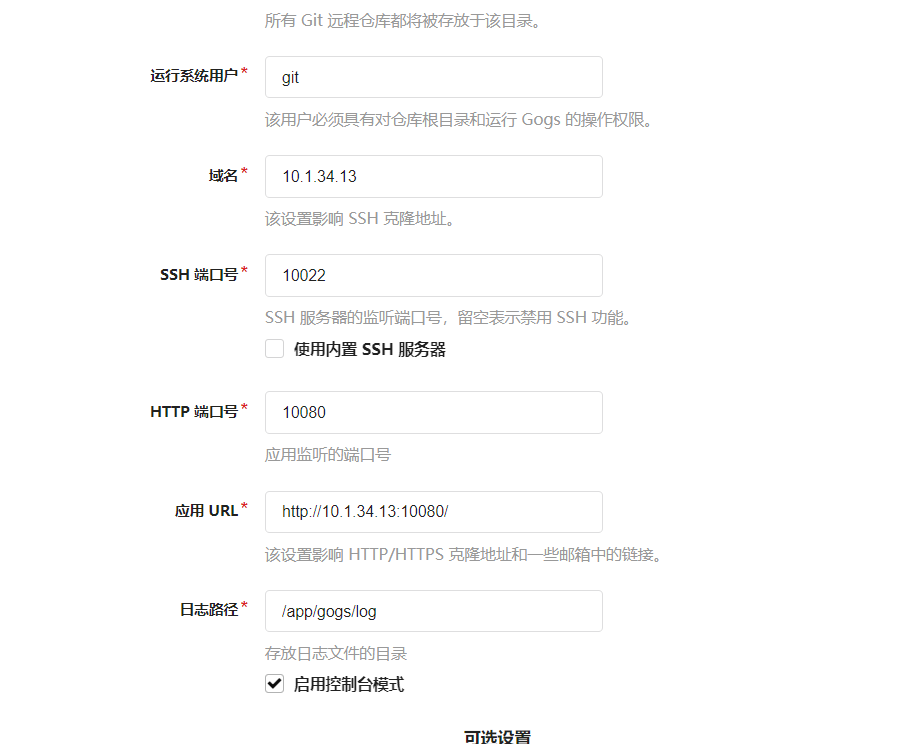 所有 Git 远程仓库都将被存放于该目录。
运行系统用户*
git
该用户必须具有对仓库根目录和运行 Gogs 的操作权限。
域名*
10.1.34.13
该设置影响 SSH 克隆地址。
SSH 端口号*
10022
SSH 服务器的监听端口号，留空表示禁用 SSH 功能。
使用内置 SSH 服务器
HTTP 端口号*
10080
应用监听的端口号
应用 URL*
http://10.1.34.13:10080/
该设置影响 HTTP/HTTPS 克隆地址和一些邮箱中的链接。
日志路径*
/app/gogs/log
存放日志文件的目录
启用控制台模式
可选设置